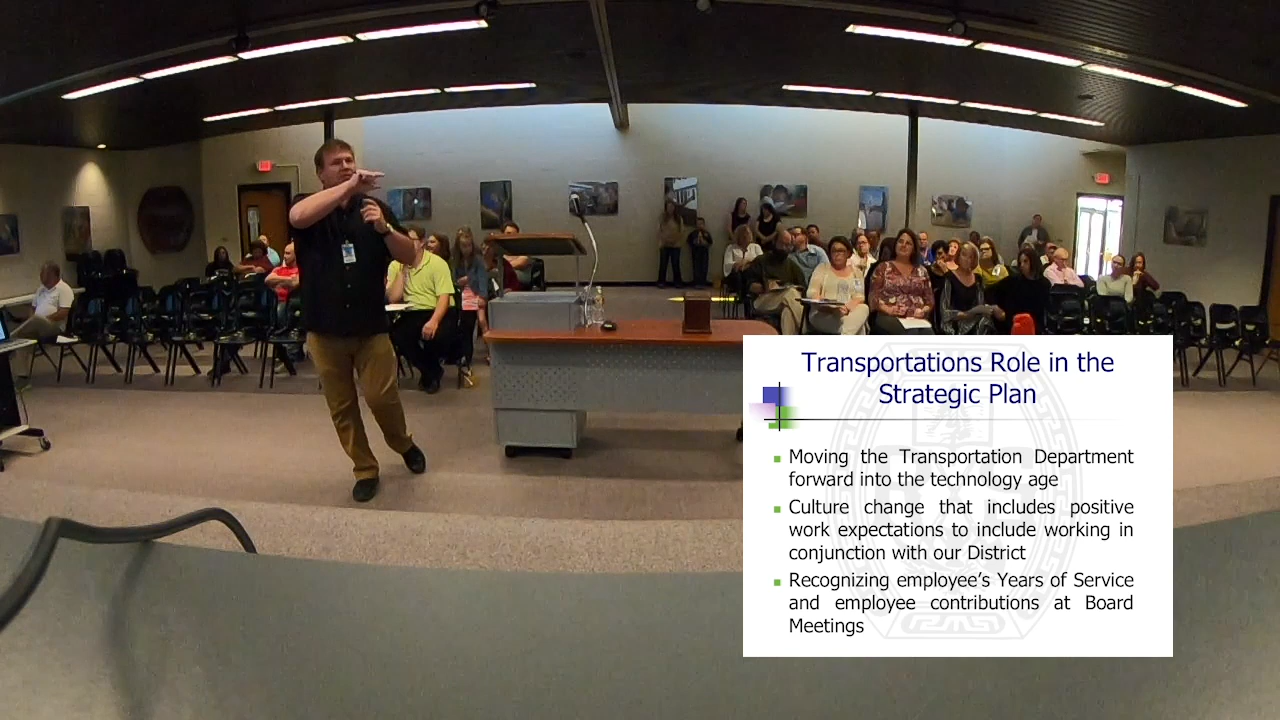 Transportations Role in the
Strategic Plan
Moving the Transportation Department
forward into the technology age
Culture change that includes positive
work expectations to include working in
conjunction with our District
Recognizing employee's Years of Service
and employee contributions at Board
Meetings